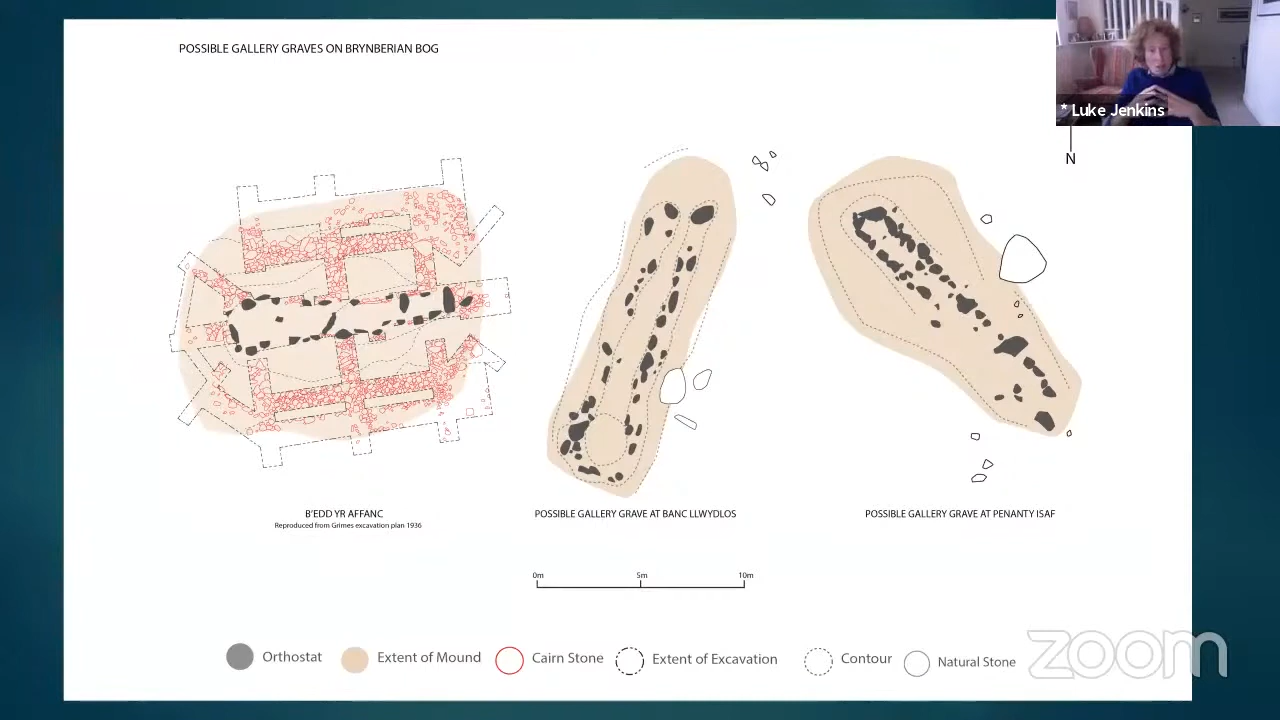 POSSIBLE GALLERY GRAVES ON BRYNBERIAN BOG
* Luke Jenkins
N
B'EDD YR AFFANC
Reproduced from Grimes excavation plan 1936
POSSIBLE GALLERY GRAVE AT BANC LLWYDLOS
POSSIBLE GALLERY GRAVE AT PENANTY ISAF
0m 5m 10m
Orthostat
Extent of Mound
Cairn Stone
Extent of Excavation
Contour
Natural Stone
zoom